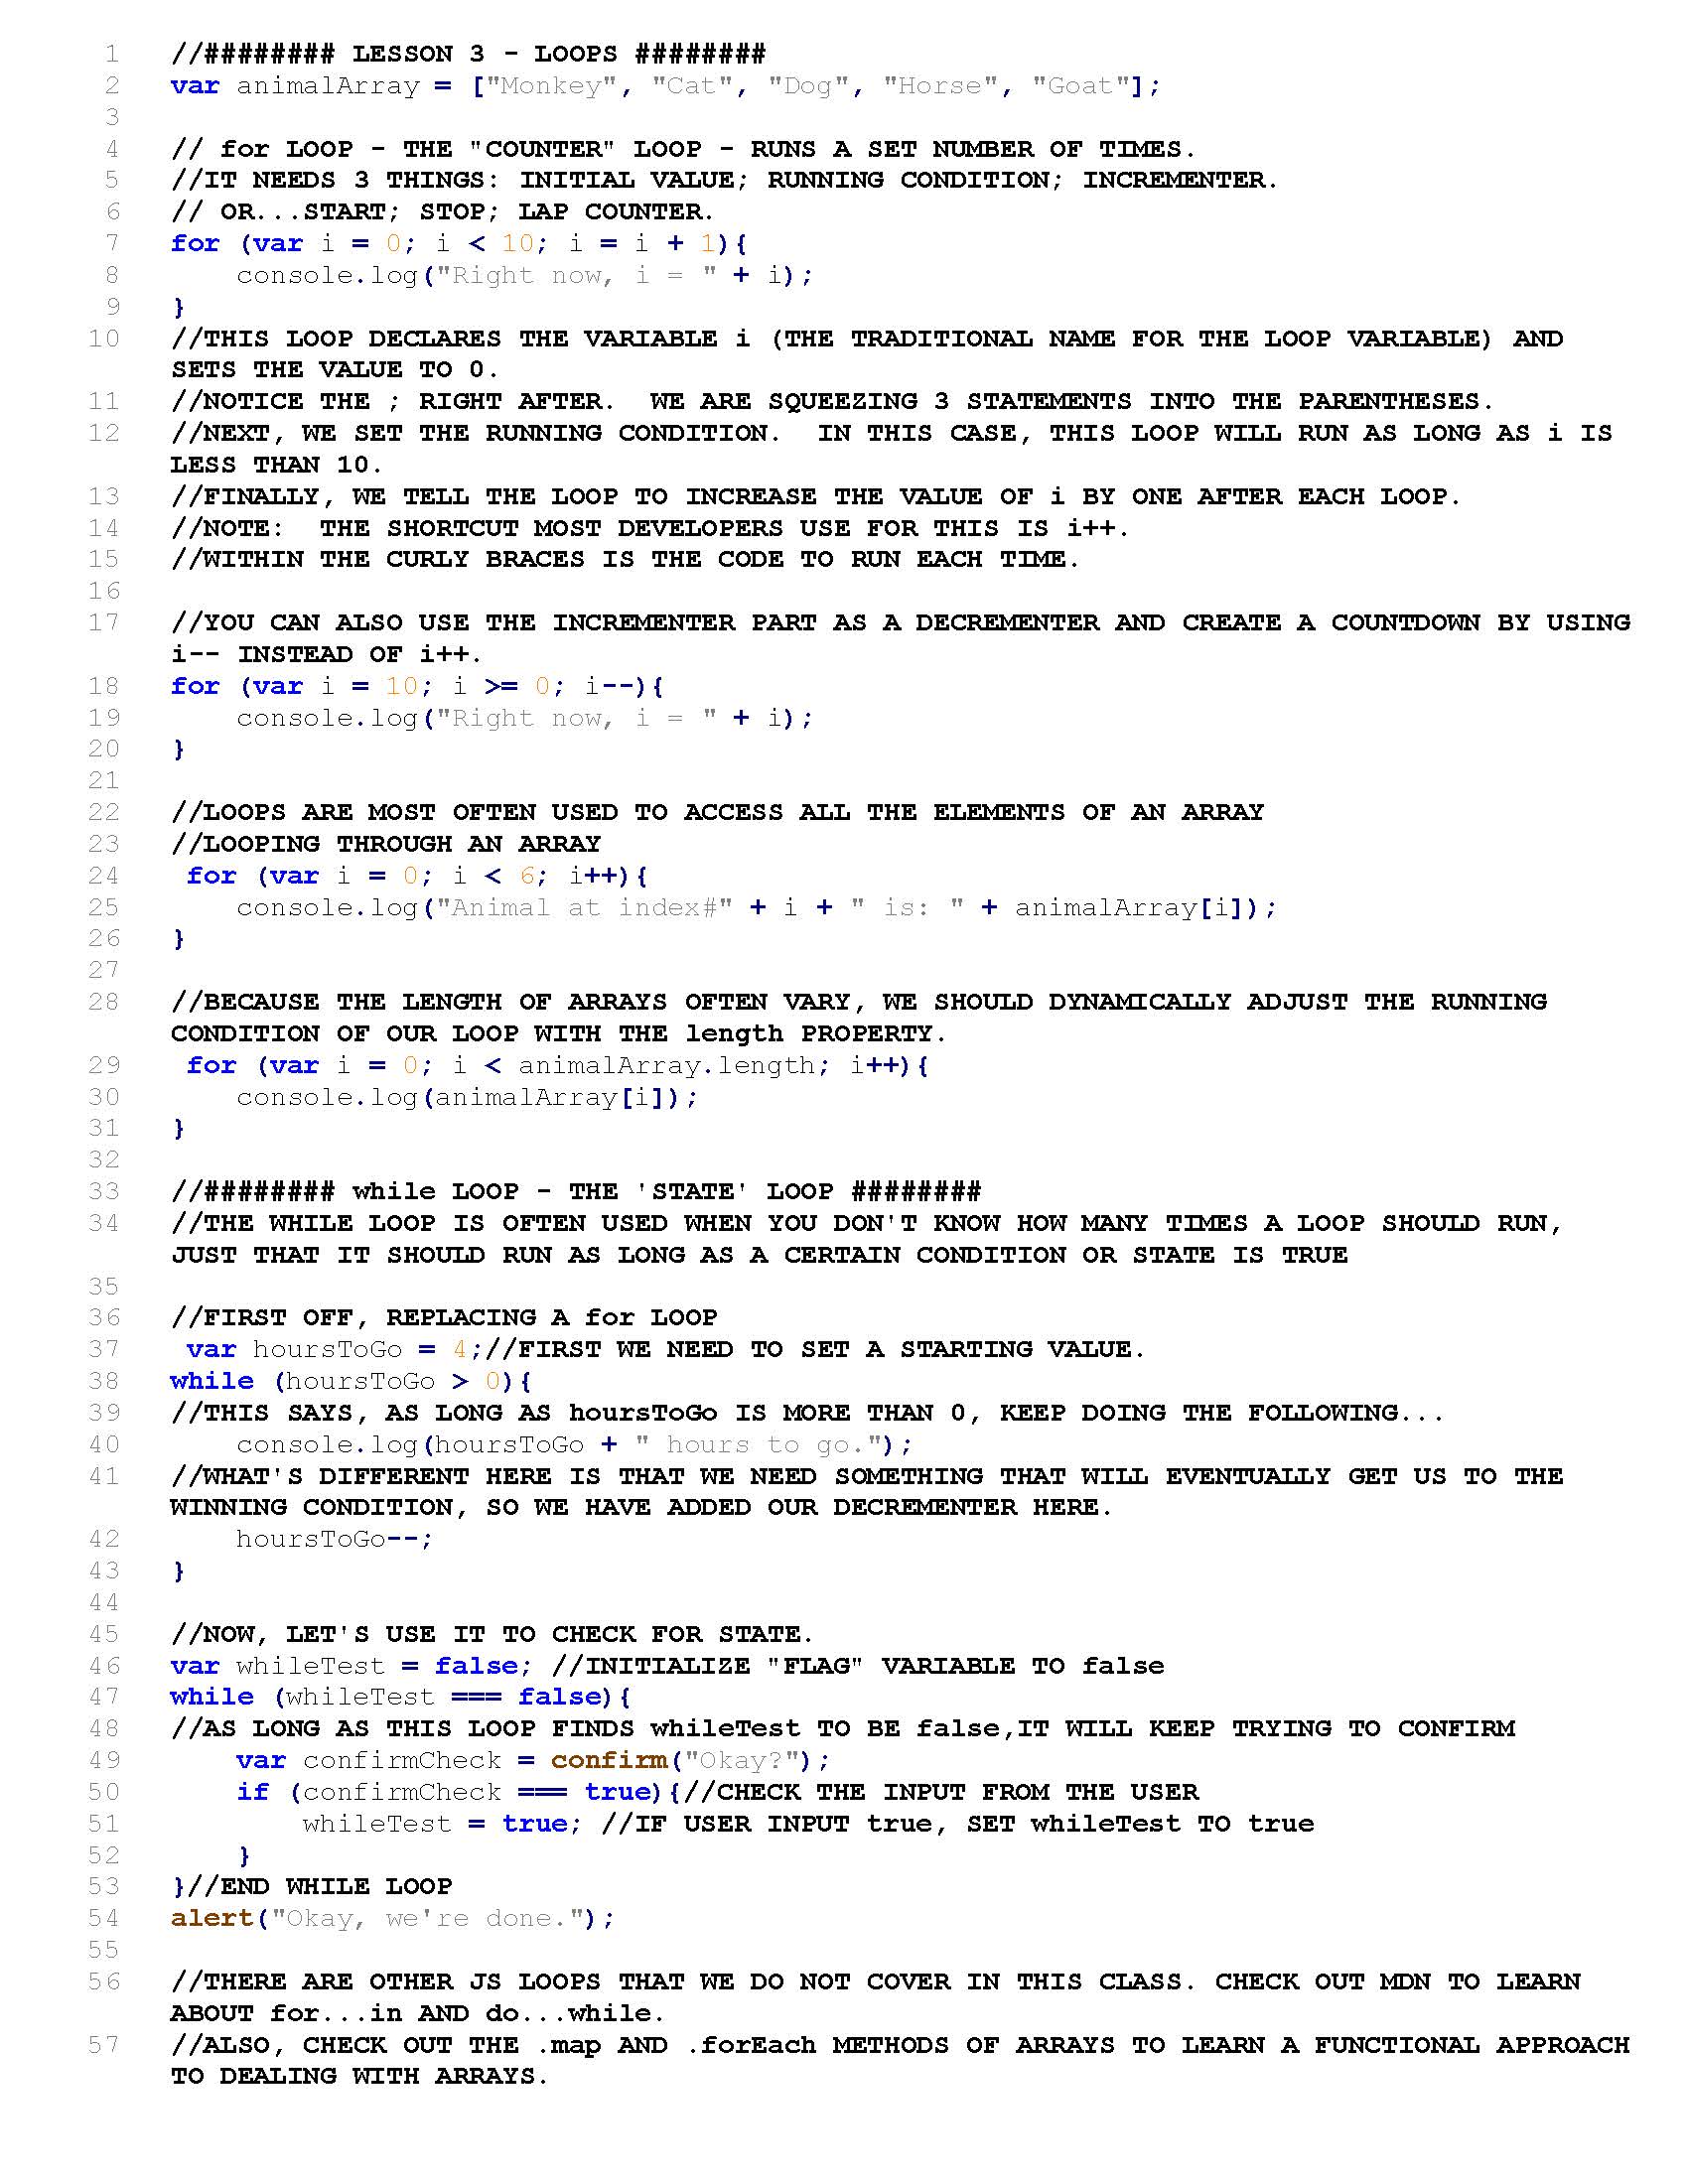 1 //######## LESSON 3 - LOOPS ########
2 var animalArray = ["Monkey", "Cat", "Dog", "Horse", "Goat"];
3
4 // for LOOP - THE "COUNTER" LOOP - RUNS A SET NUMBER OF TIMES.
5 //IT NEEDS 3 THINGS: INITIAL VALUE; RUNNING CONDITION; INCREMENTER.
6 // OR...START; STOP; LAP COUNTER.
7 for (var i = 0; i < 10; i = i + 1){
8     console.log("Right now, i = " + i);
9 }
10 //THIS LOOP DECLARES THE VARIABLE i (THE TRADITIONAL NAME FOR THE LOOP VARIABLE) AND
SETS THE VALUE TO 0.
11 //NOTICE THE ; RIGHT AFTER.  WE ARE SQUEEZING 3 STATEMENTS INTO THE PARENTHESES.
12 //NEXT, WE SET THE RUNNING CONDITION.  IN THIS CASE, THIS LOOP WILL RUN AS LONG AS i IS
LESS THAN 10.
13 //FINALLY, WE TELL THE LOOP TO INCREASE THE VALUE OF i BY ONE AFTER EACH LOOP.
14 //NOTE:  THE SHORTCUT MOST DEVELOPERS USE FOR THIS IS i++.
15 //WITHIN THE CURLY BRACES IS THE CODE TO RUN EACH TIME.
16
17 //YOU CAN ALSO USE THE INCREMENTER PART AS A DECREMENTER AND CREATE A COUNTDOWN BY USING
i-- INSTEAD OF i++.
18 for (var i = 10; i >= 0; i--){
19     console.log("Right now, i = " + i);
20 }
21
22 //LOOPS ARE MOST OFTEN USED TO ACCESS ALL THE ELEMENTS OF AN ARRAY
23 //LOOPING THROUGH AN ARRAY
24  for (var i = 0; i < 6; i++){
25     console.log("Animal at index#" + i + " is: " + animalArray[i]);
26 }
27
28 //BECAUSE THE LENGTH OF ARRAYS OFTEN VARY, WE SHOULD DYNAMICALLY ADJUST THE RUNNING
CONDITION OF OUR LOOP WITH THE length PROPERTY.
29  for (var i = 0; i < animalArray.length; i++){
30     console.log(animalArray[i]);
31 }
32
33 //######## while LOOP - THE 'STATE' LOOP ########
34 //THE WHILE LOOP IS OFTEN USED WHEN YOU DON'T KNOW HOW MANY TIMES A LOOP SHOULD RUN,
JUST THAT IT SHOULD RUN AS LONG AS A CERTAIN CONDITION OR STATE IS TRUE
35
36 //FIRST OFF, REPLACING A for LOOP
37  var hoursToGo = 4;//FIRST WE NEED TO SET A STARTING VALUE.
38 while (hoursToGo > 0){
39 //THIS SAYS, AS LONG AS hoursToGo IS MORE THAN 0, KEEP DOING THE FOLLOWING...
40     console.log(hoursToGo + " hours to go.");
41 //WHAT'S DIFFERENT HERE IS THAT WE NEED SOMETHING THAT WILL EVENTUALLY GET US TO THE
WINNING CONDITION, SO WE HAVE ADDED OUR DECREMENTER HERE.
42     hoursToGo--;
43 }
44
45 //NOW, LET'S USE IT TO CHECK FOR STATE.
46 var whileTest = false; //INITIALIZE "FLAG" VARIABLE TO false
47 while (whileTest === false){
48 //AS LONG AS THIS LOOP FINDS whileTest TO BE false,IT WILL KEEP TRYING TO CONFIRM
49     var confirmCheck = confirm("Okay?");
50     if (confirmCheck === true){//CHECK THE INPUT FROM THE USER
51         whileTest = true; //IF USER INPUT true, SET whileTest TO true
52     }
53 }//END WHILE LOOP
54 alert("Okay, we're done.");
55
56 //THERE ARE OTHER JS LOOPS THAT WE DO NOT COVER IN THIS CLASS. CHECK OUT MDN TO LEARN
ABOUT for...in AND do...while.
57 //ALSO, CHECK OUT THE .map AND .forEach METHODS OF ARRAYS TO LEARN A FUNCTIONAL APPROACH
TO DEALING WITH ARRAYS.